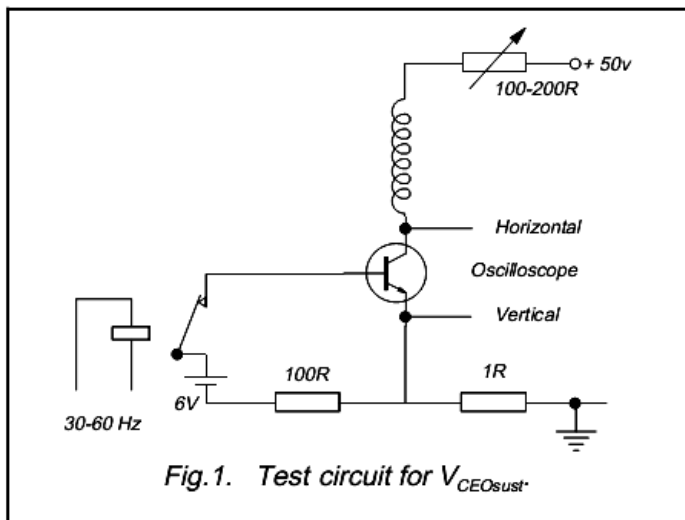 + 50v
100-200R
Horizontal
Oscilloscope
Vertical
100R
1R
6V
30-60 Hz
Fig.1. Test circuit for VCEOsust.